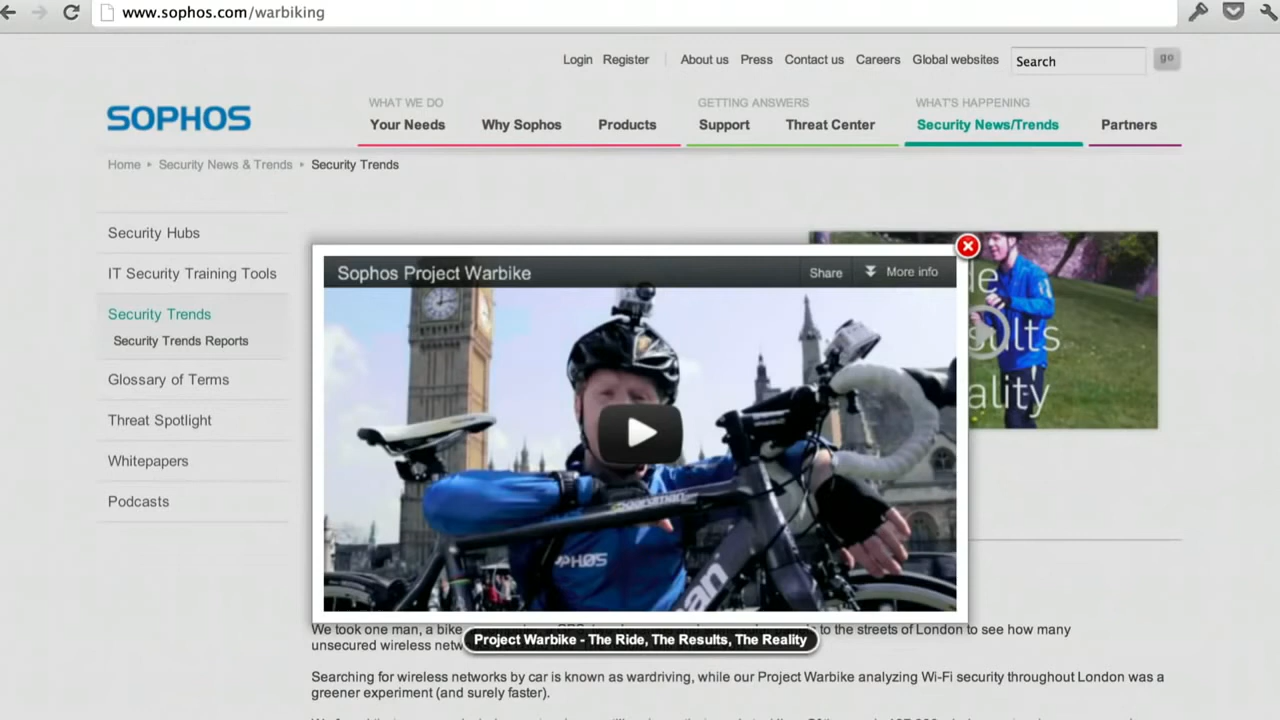 www.sophos.com/warbiking
Login Register About us Press Contact us Careers Global websites Search go
WHAT WE DO GETTING ANSWERS WHAT'S HAPPENING
SOPHOS
Your Needs Why Sophos Products Support Threat Center Security News/Trends Partners
Home Security News & Trends Security Trends
Security Hubs
IT Security Training Tools
Security Trends
Security Trends Reports
Glossary of Terms
Threat Spotlight
Whitepapers
Podcasts
Sophos Project Warbike Share More info
SOPHOS
We took one man, a bike to the streets of London to see how many
unsecured wireless
Project Warbike - The Ride, The Results, The Reality
Searching for wireless networks by car is known as wardriving, while our Project Warbike analyzing Wi-Fi security throughout London was a
greener experiment (and surely faster).